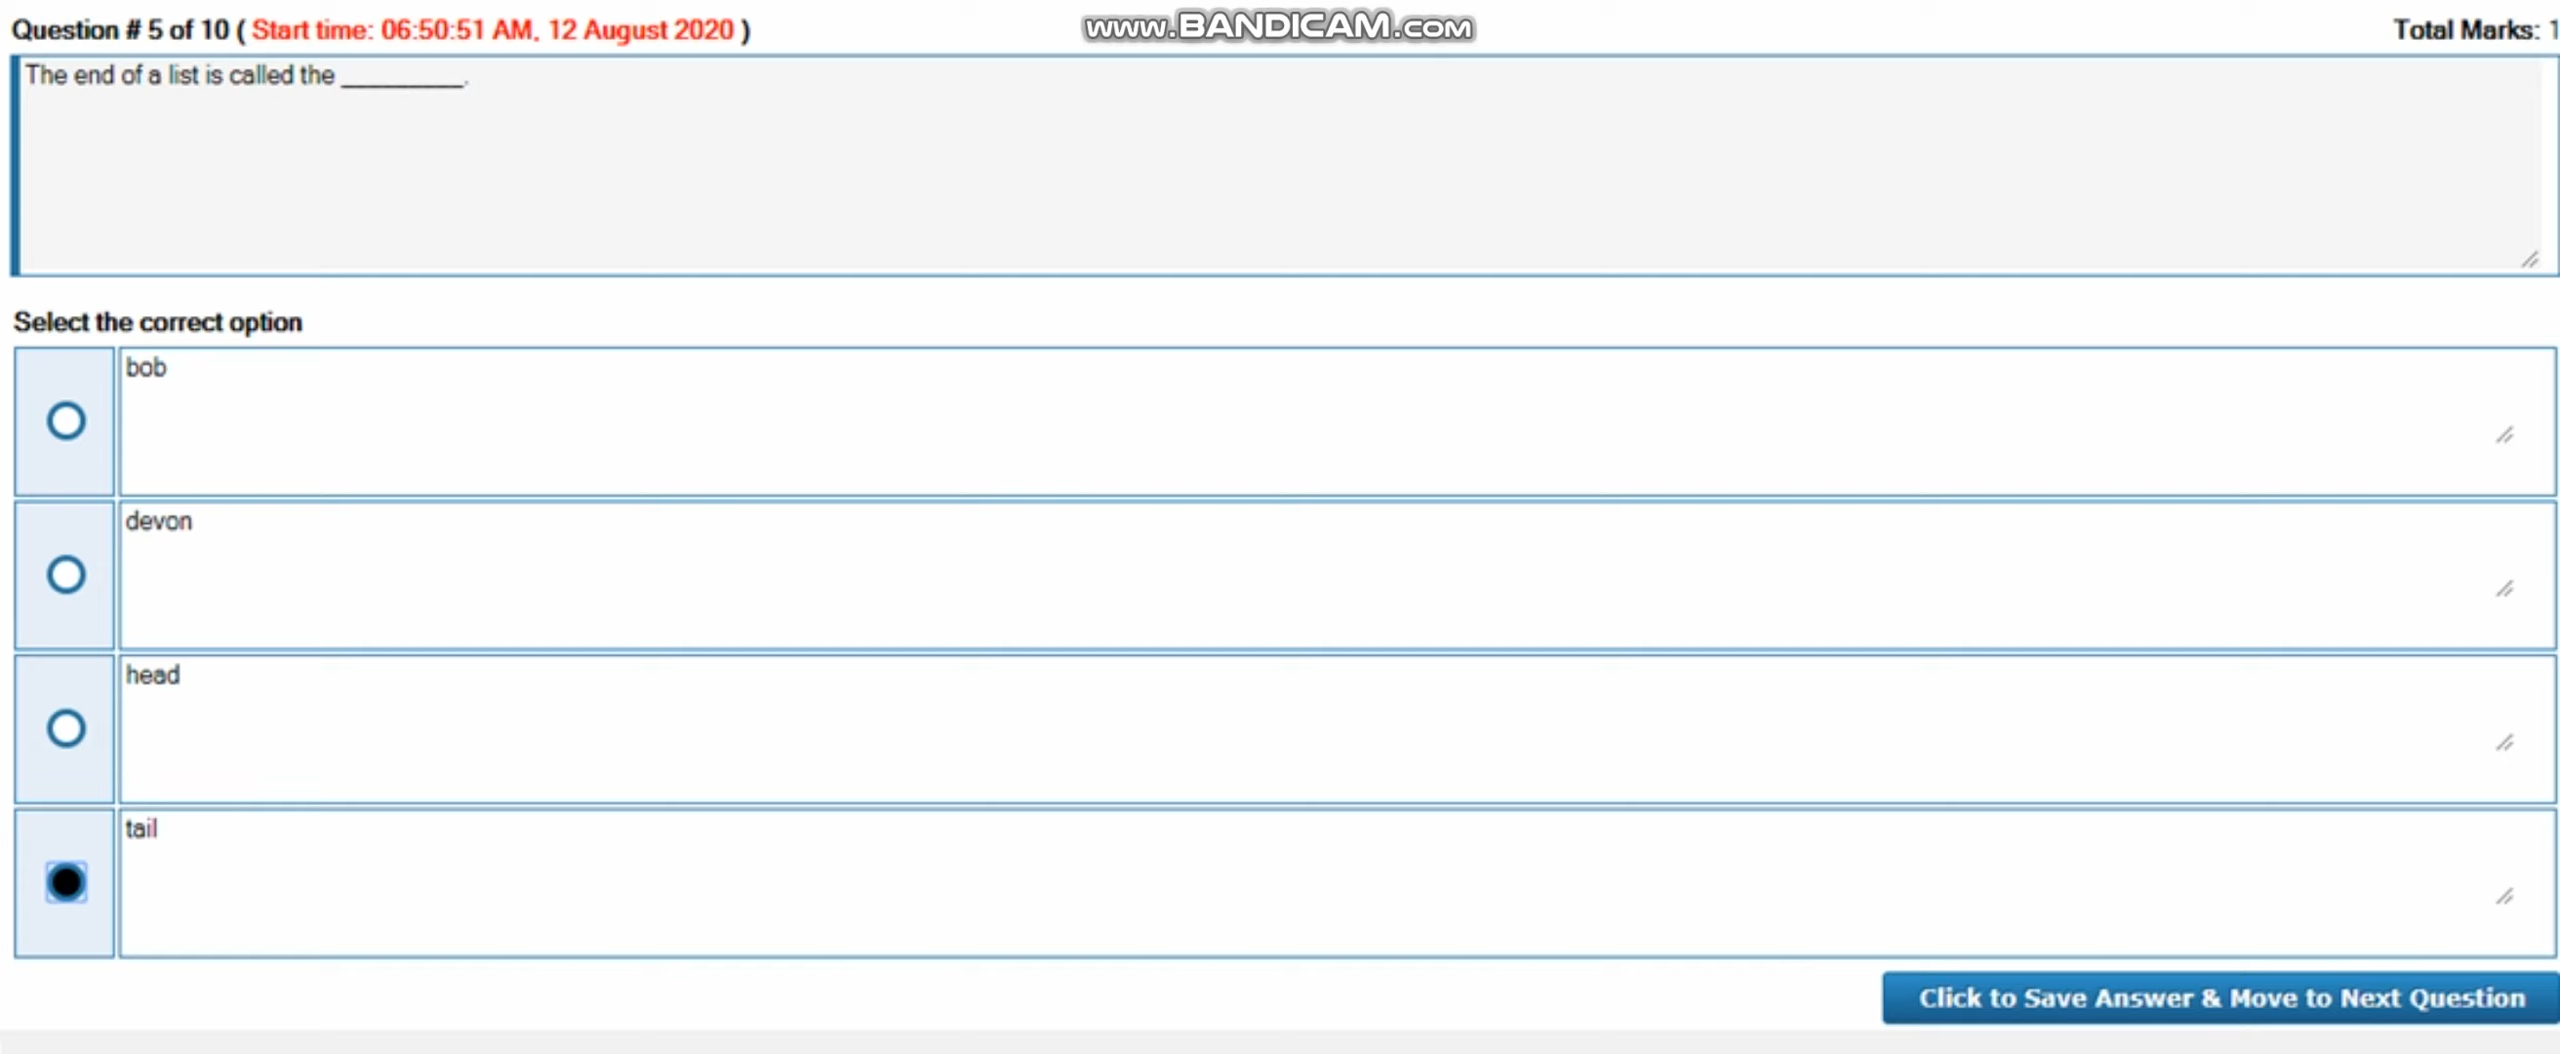 Question # 5 of 10 ( Start time: 06:50:51 AM, 12 August 2020 )
www.BANDICAM.com
Total Marks: 1
The end of a list is called the _________.
Select the correct option
bob
devon
head
tail
Click to Save Answer & Move to Next Question